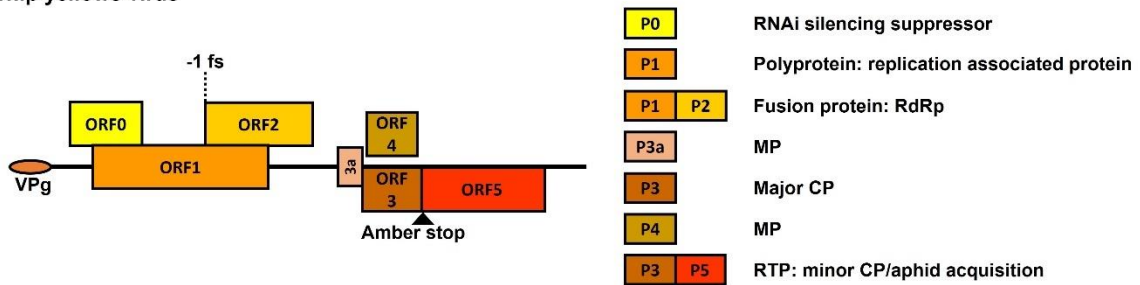 yellows virus
-1 fs
ORF0
ORF2
ORF
4
ORF1
3a
VPg
ORF
3
ORF5
Amber stop
P0 RNAi silencing suppressor
P1 Polyprotein: replication associated protein
P1 P2 Fusion protein: RdRp
P3a MP
P3 Major CP
P4 MP
P3 P5 RTP: minor CP/aphid acquisition